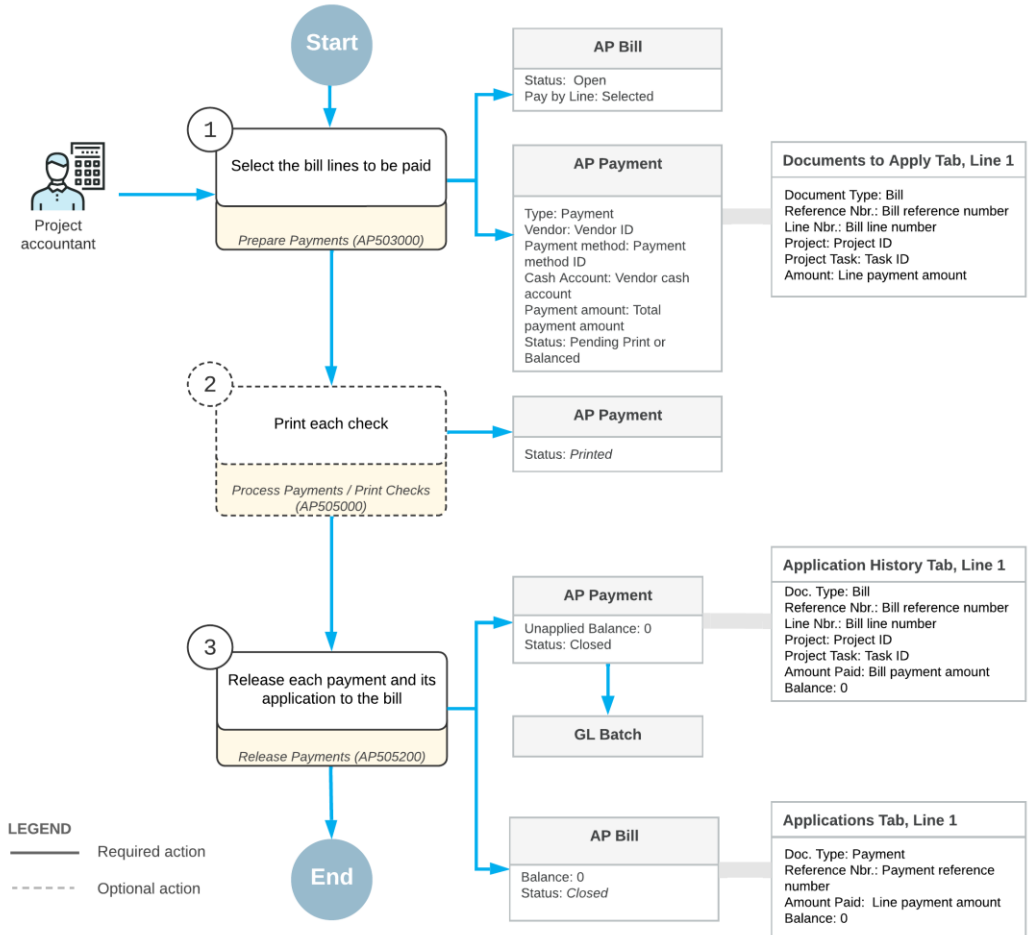 Start
AP Bill
Status: Open
Pay by Line: Selected
1
Select the bill lines to be paid
Prepare Payments (AP503000)
Project
accountant
AP Payment
Type: Payment
Vendor: Vendor ID
Payment method: Payment
method ID
Cash Account: Vendor cash
account
Payment amount: Total
payment amount
Status: Pending Print or
Balanced
Documents to Apply Tab, Line 1
Document Type: Bill
Reference Nbr.: Bill reference number
Line Nbr.: Bill line number
Project: Project ID
Project Task: Task ID
Amount: Line payment amount
2
Print each check
Process Payments / Print Checks
(AP505000)
AP Payment
Status: Printed
3
Release each payment and its
application to the bill
Release Payments (AP505200)
AP Payment
Unapplied Balance: 0
Status: Closed
GL Batch
Application History Tab, Line 1
Doc. Type: Bill
Reference Nbr.: Bill reference number
Line Nbr.: Bill line number
Project: Project ID
Project Task: Task ID
Amount Paid: Bill payment amount
Balance: 0
AP Bill
Balance: 0
Status: Closed
Applications Tab, Line 1
Doc. Type: Payment
Reference Nbr.: Payment reference
number
Amount Paid: Line payment amount
Balance: 0
End
LEGEND
Required action
Optional action